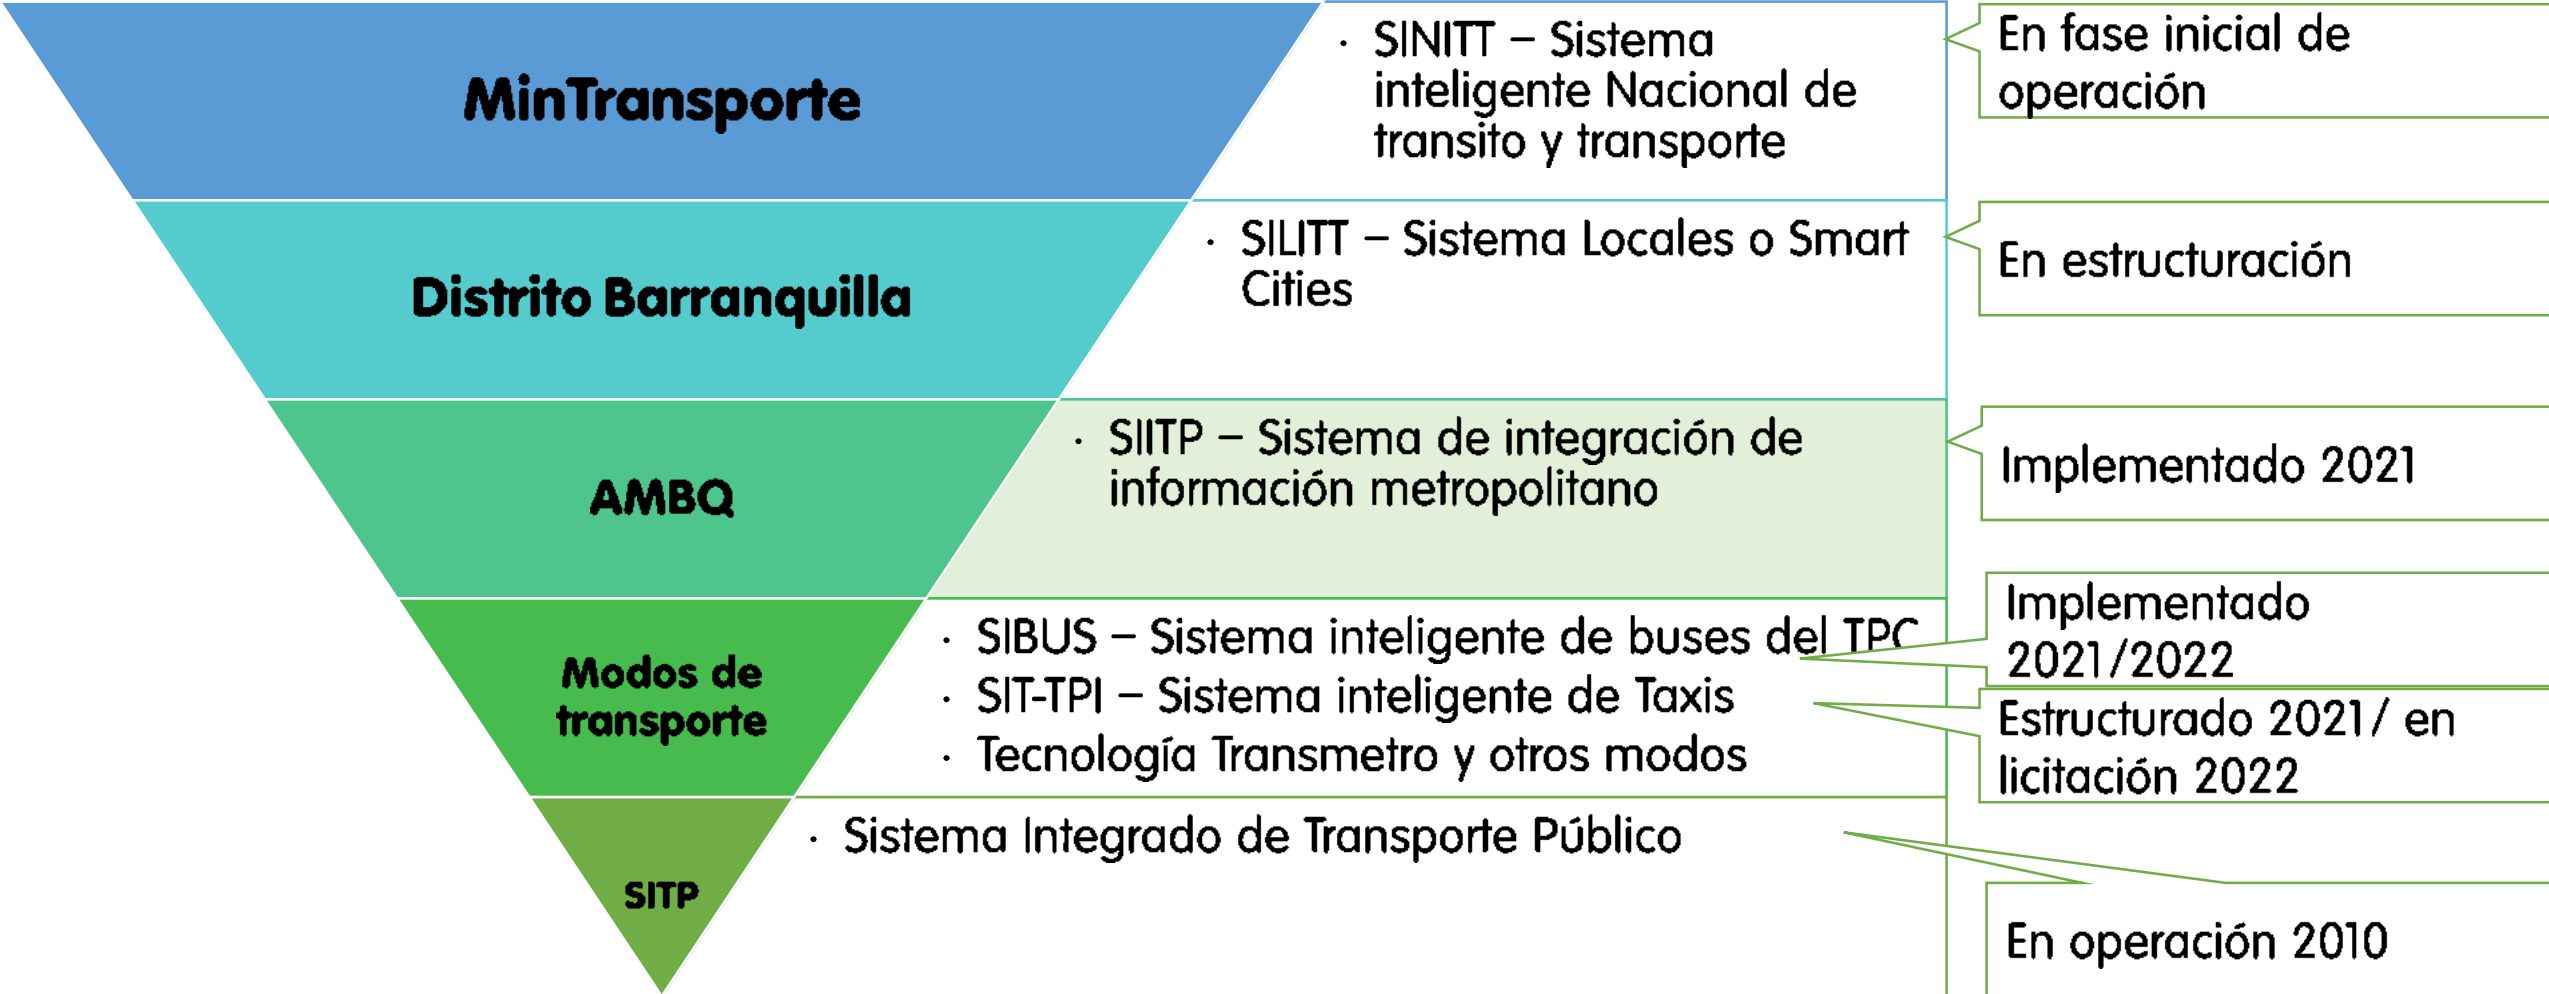 MinTransporte
· SINITT – Sistema
inteligente Nacional de
transito y transporte
En fase inicial de
operación
Distrito Barranquilla
· SILITT – Sistema Locales o Smart
Cities
En estructuración
AMBQ
· SIITP – Sistema de integración de
información metropolitano
Implementado 2021
Modos de
transporte
· SIBUS – Sistema inteligente de buses del TPC
· SIT-TPI – Sistema inteligente de Taxis
· Tecnología Transmetro y otros modos
Implementado
2021/2022
Estructurado 2021/ en
licitación 2022
SITP
· Sistema Integrado de Transporte Público
En operación 2010